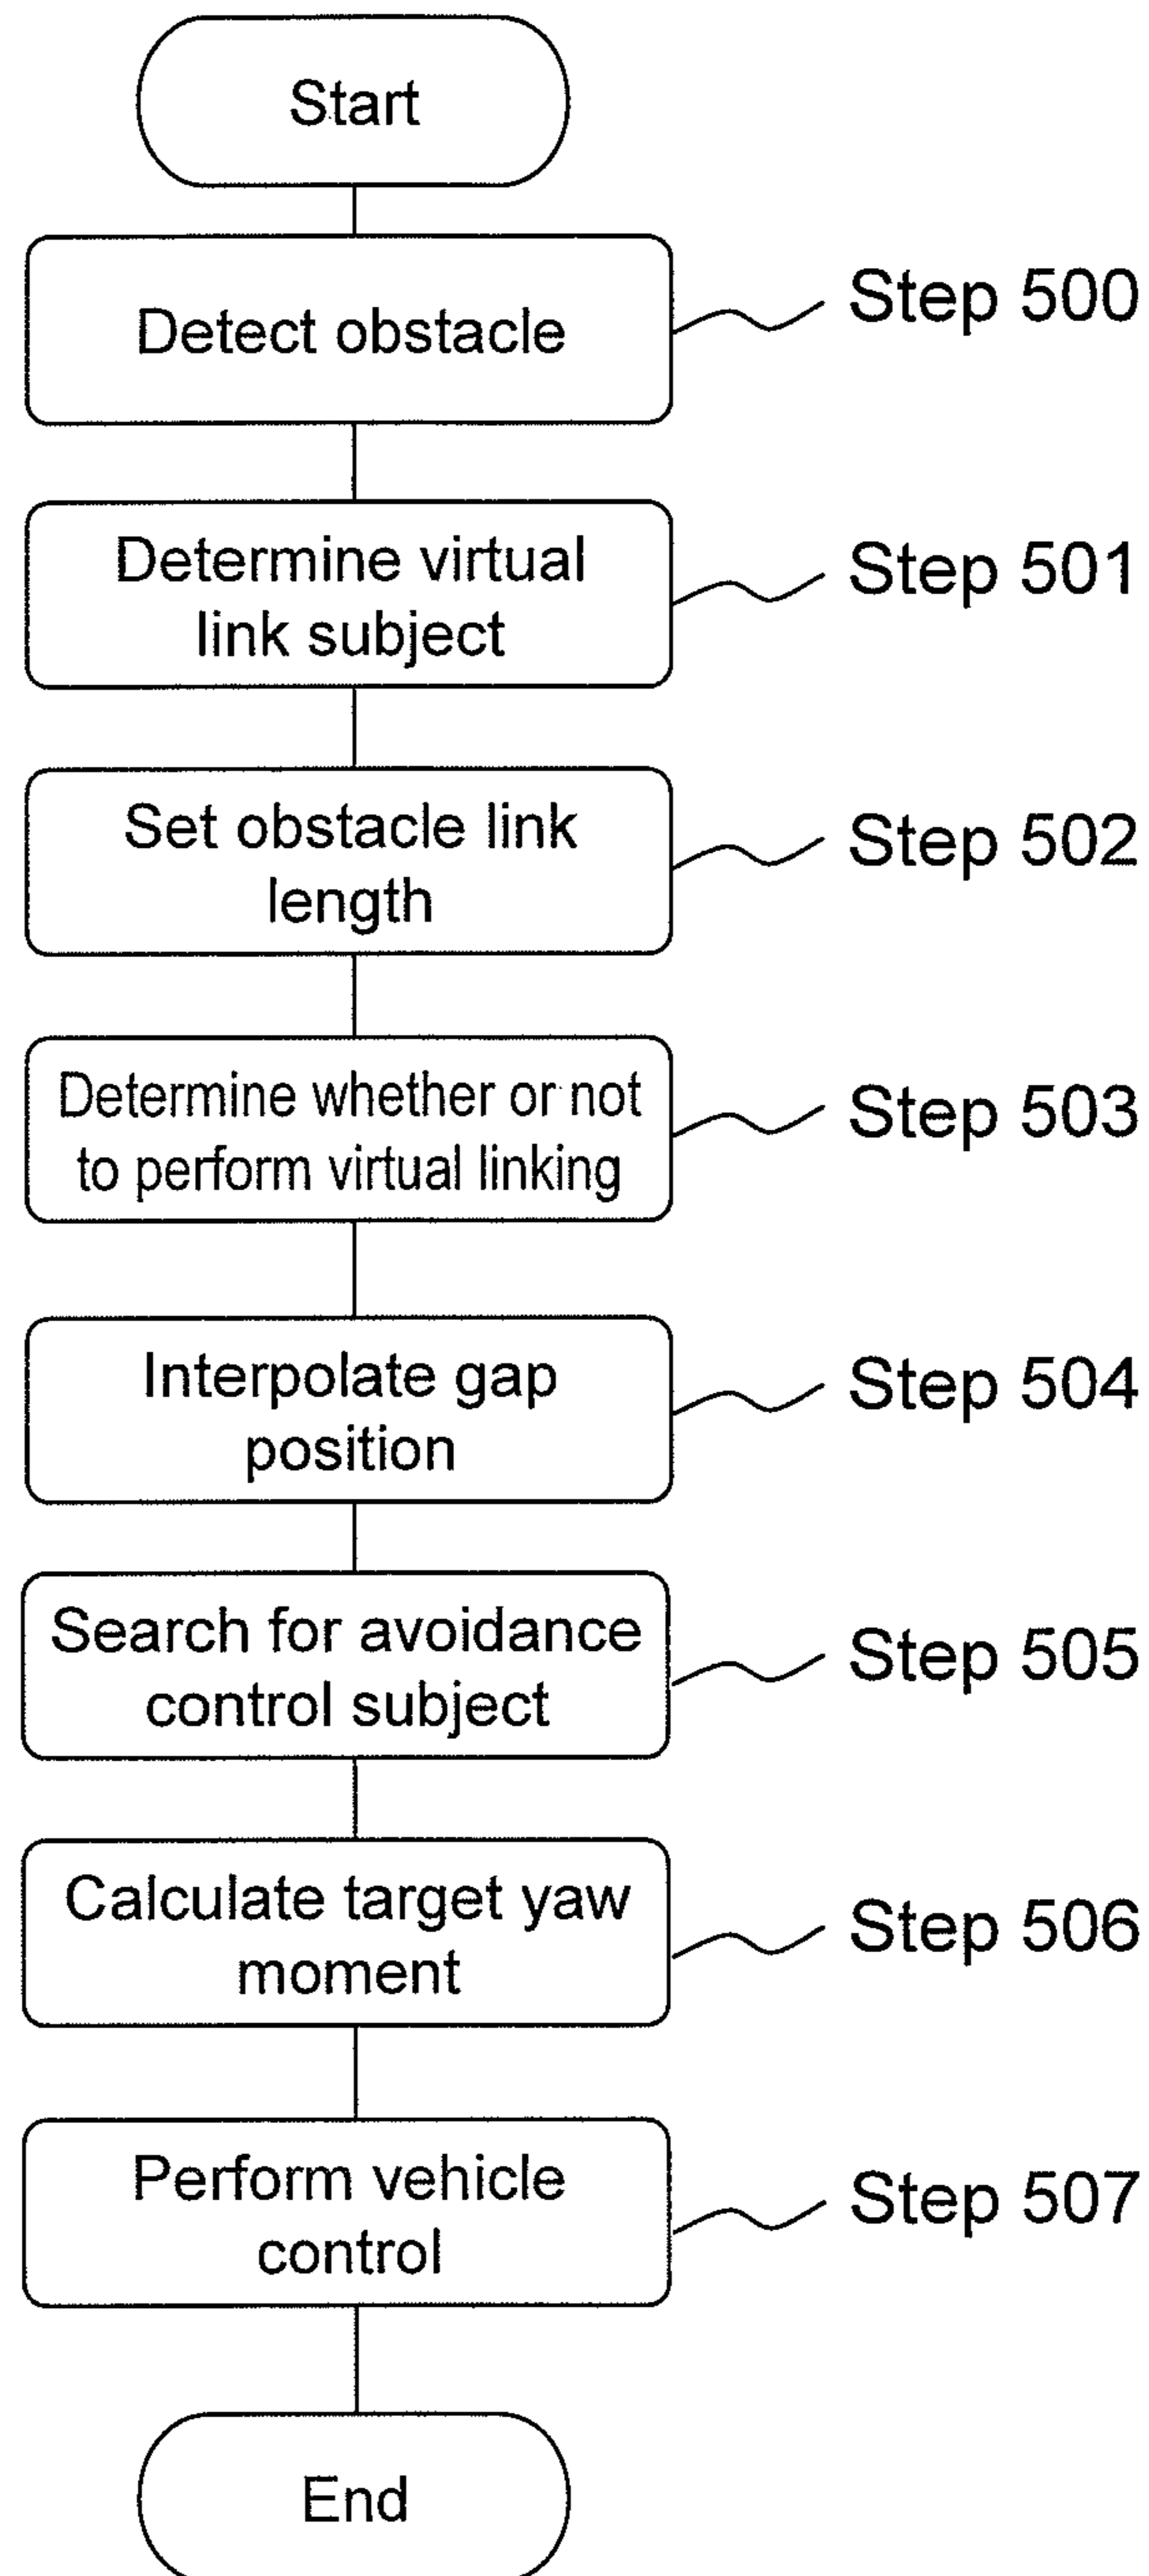 Start
Detect obstacle
Step 500
Determine virtual
link subject
Step 501
Set obstacle link
length
Step 502
Determine whether or not
to perform virtual linking
Step 503
Interpolate gap
position
Step 504
Search for avoidance
control subject
Step 505
Calculate target yaw
moment
Step 506
Perform vehicle
control
Step 507
End